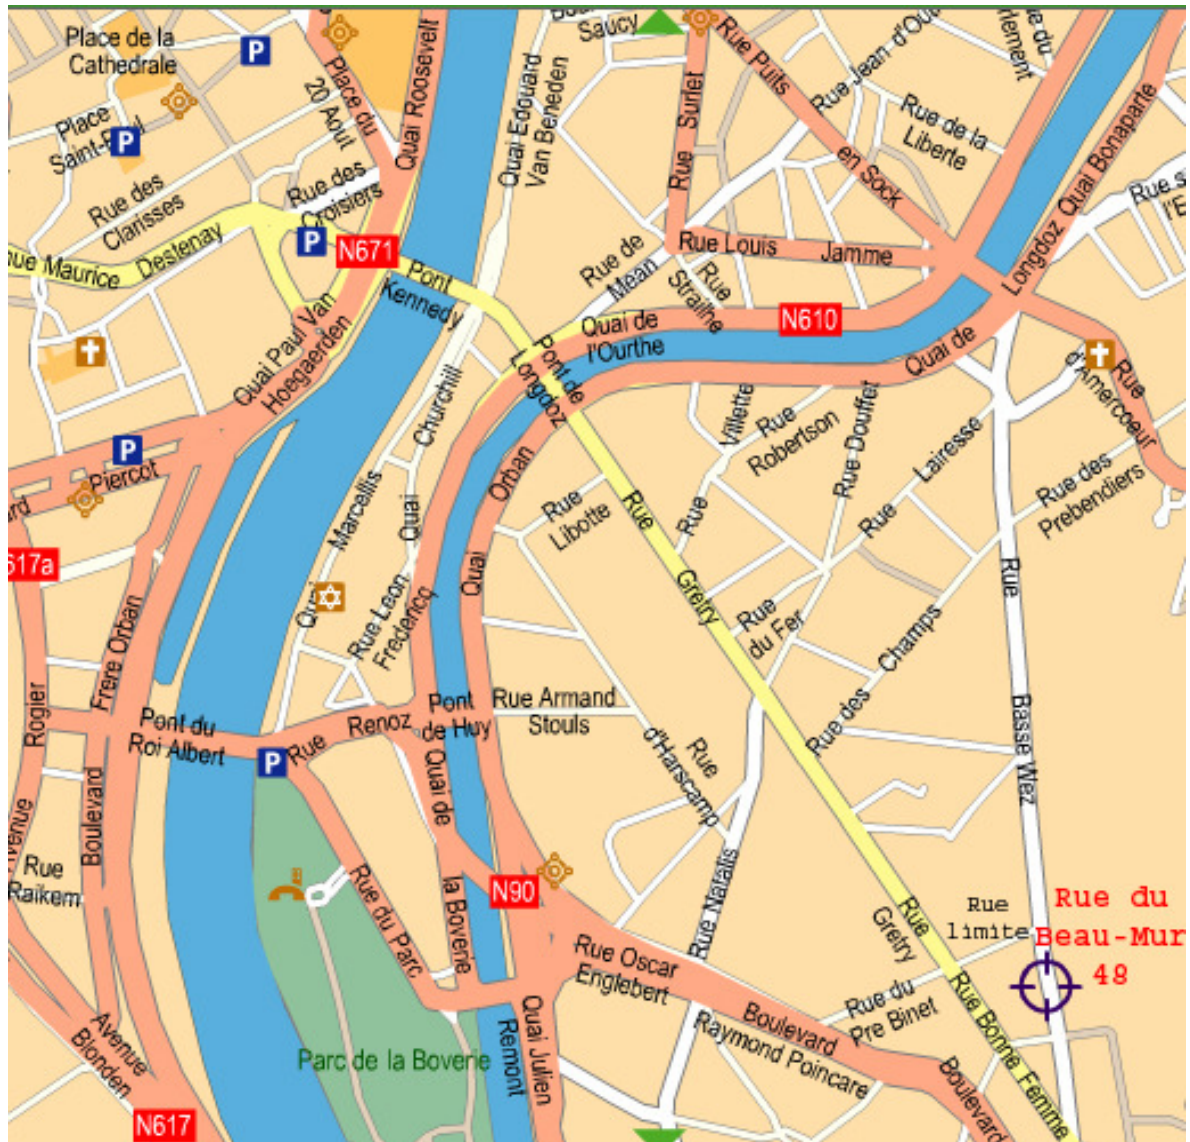 Place de la
Cathedrale
P
Place
Saint-Paul
P
20 Aout
Place du
Quai Roosevelt
Rue des
Clarisses
Rue des
Croisiers
P
N671
Maurice
Destenay
Pont
Kennedy
Quai Edouard
Van Beneden
Saucy
Rue Surlet
Rue Puits
en Sock
Rue Jean d'Ou
Rue de la
Liberte
Rue du
rlement
Quai Bonaparte
Longdoz
Rue s
l'E
Rue Louis
Jamme
Rue de
Mean
Rue
Straine
N610
Quai de
l'Ourthe
Pont de
Longdoz
Quai de
Rue
d'Amercoeur
Quai Paul Van
Hoegaerden
P
Piercot
ard
617a
Churchill
Quai
Marcellis
Quai
Rue Leon
Fredericq
Orban
Quai
Rue
Libotte
Rue
Villette
Rue
Robertson
Rue Douffet
Rue
Lairesse
Rue des
Prebendiers
Rue
Gretry
Rue
du Fer
Rue des
Champs
Rue
Basse Wez
Frere Orban
Boulevard
Rogier
Avenue
Pont du
Roi Albert
P
Rue
Renoz
Pont
de Huy
Rue Armand
Stouls
Rue
d'Harscamp
Quai de
la Boverie
Rue
Raikem
Rue du Parc
N90
Rue Natalis
Rue
Gretry
Rue
limite
Rue du
Beau-Mur
48
Rue Oscar
Englebert
Boulevard
Raymond Poincare
Rue du
Pre Binet
Rue Bonne Femme
Boulevard
Avenue
Blonden
N617
Parc de la Boverie
Quai Julien
Remont